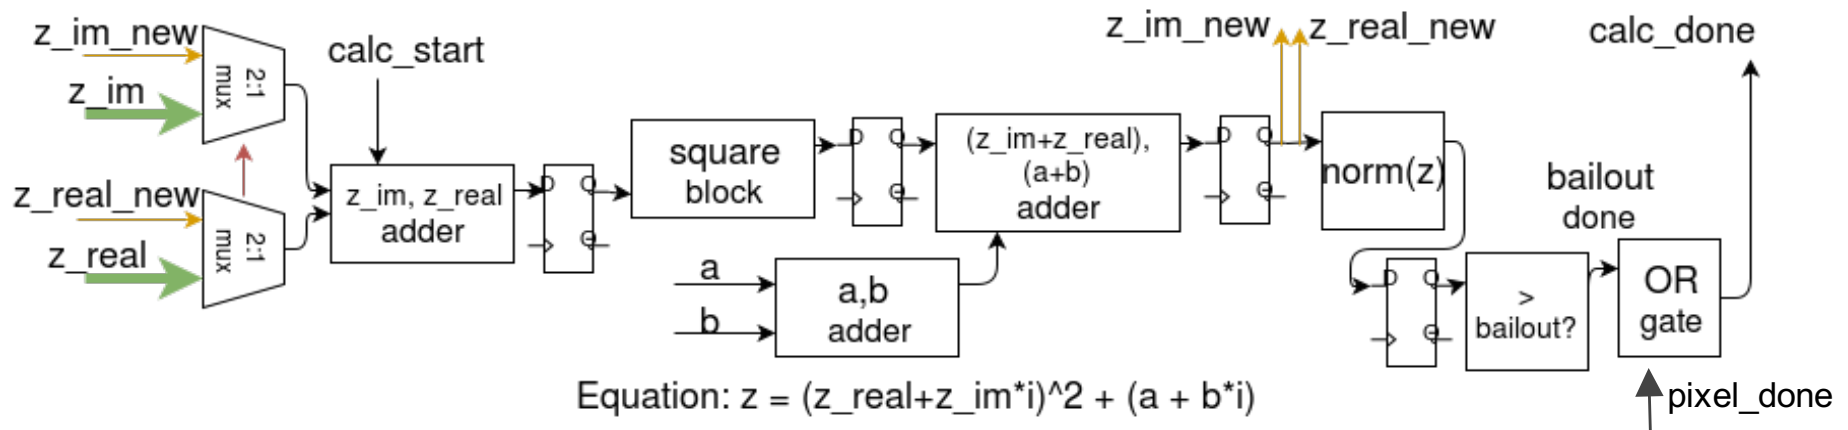 z_im_new
z_im
2:1
mux
z_real_new
z_real
2:1
mux
calc_start
z_im, z_real
adder
D
Q
Q
square
block
D
Q
Q
a
b
a,b
adder
(z_im+z_real),
(a+b)
adder
D
Q
Q
z_im_new
z_real_new
norm(z)
D
Q
Q
>
bailout?
bailout
done
OR
gate
calc_done
pixel_done
Equation: z = (z_real+z_im*i)^2 + (a + b*i)